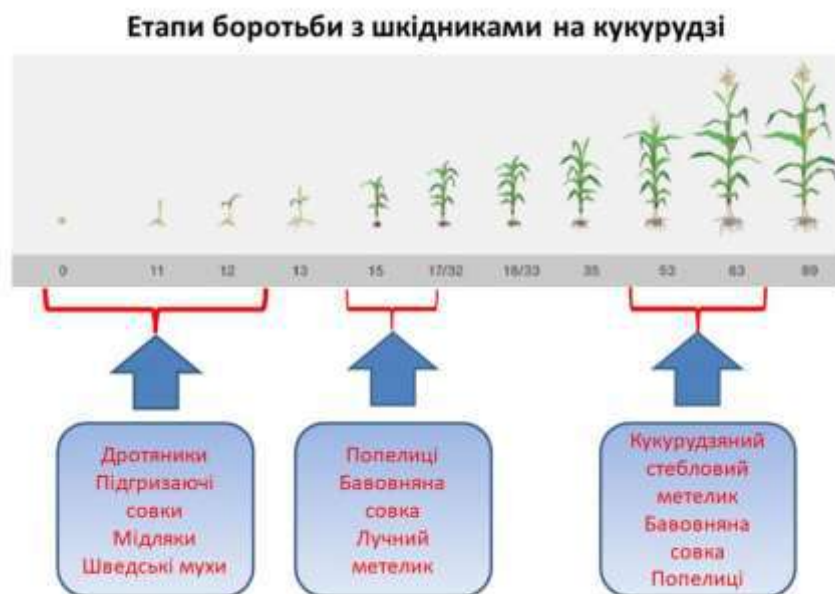 Етапи боротьби з шкідниками на кукурудзі
0 11 12 13 15 17/32 16/33 35 53 63 89
Дротяники
Підгризаючі
совки
Мідляки
Шведські мухи
Попелиці
Бавовняна
совка
Лучний
метелик
Кукурудзяний
стебловий
метелик
Бавовняна
совка
Попелиці